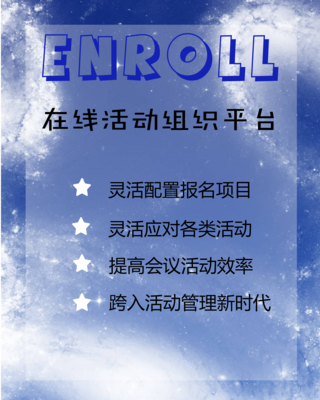 ENROLL
在线活动组织平台
灵活配置报名项目
灵活应对各类活动
提高会议活动效率
跨入活动管理新时代